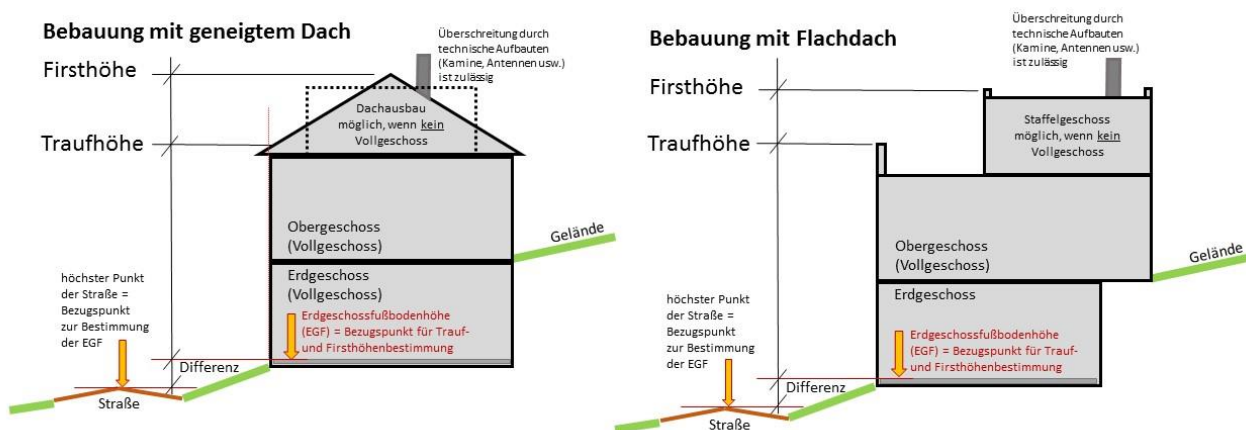 Bebauung mit geneigtem Dach
Überschreitung durch
technische Aufbauten
(Kamine, Antennen usw.)
ist zulässig
Firsthöhe
Dachausbau
möglich, wenn kein
Vollgeschoss
Traufhöhe
Obergeschoss
(Vollgeschoss)
Gelände
Erdgeschoss
(Vollgeschoss)
höchster Punkt
der Straße =
Bezugspunkt
zur Bestimmung
der EGF
Erdgeschossfußbodenhöhe
(EGF) = Bezugspunkt für Trauf-
und Firsthöhenbestimmung
Differenz
Straße
Bebauung mit Flachdach
Überschreitung durch
technische Aufbauten
(Kamine, Antennen usw.)
ist zulässig
Firsthöhe
Staffelgeschoss
möglich, wenn kein
Vollgeschoss
Traufhöhe
Obergeschoss
(Vollgeschoss)
Gelände
Erdgeschoss
höchster Punkt
der Straße =
Bezugspunkt
zur Bestimmung
der EGF
Erdgeschossfußbodenhöhe
(EGF) = Bezugspunkt für Trauf-
und Firsthöhenbestimmung
Differenz
Straße